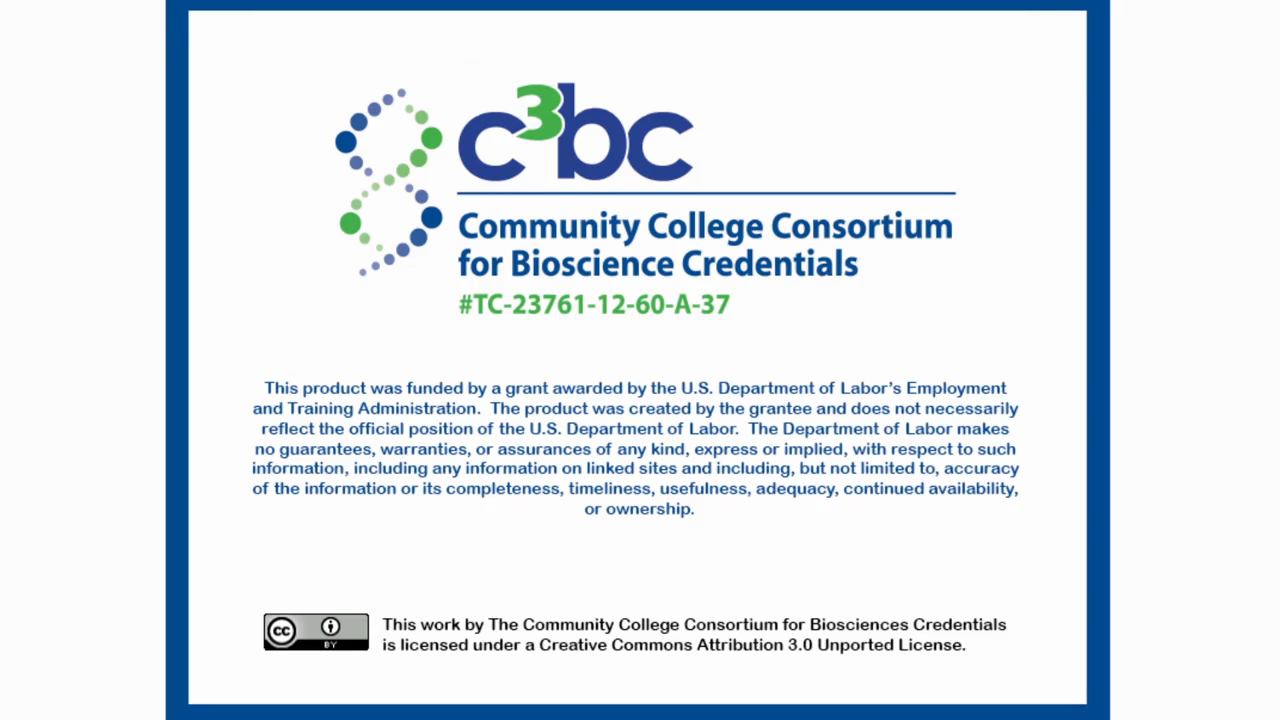 c3bc
Community College Consortium
for Bioscience Credentials
#TC-23761-12-60-A-37
This product was funded by a grant awarded by the U.S. Department of Labor’s Employment
and Training Administration.  The product was created by the grantee and does not necessarily
reflect the official position of the U.S. Department of Labor.  The Department of Labor makes
no guarantees, warranties, or assurances of any kind, express or implied, with respect to such
information, including any information on linked sites and including, but not limited to, accuracy
of the information or its completeness, timeliness, usefulness, adequacy, continued availability,
or ownership.
cc BY
This work by The Community College Consortium for Biosciences Credentials
is licensed under a Creative Commons Attribution 3.0 Unported License.